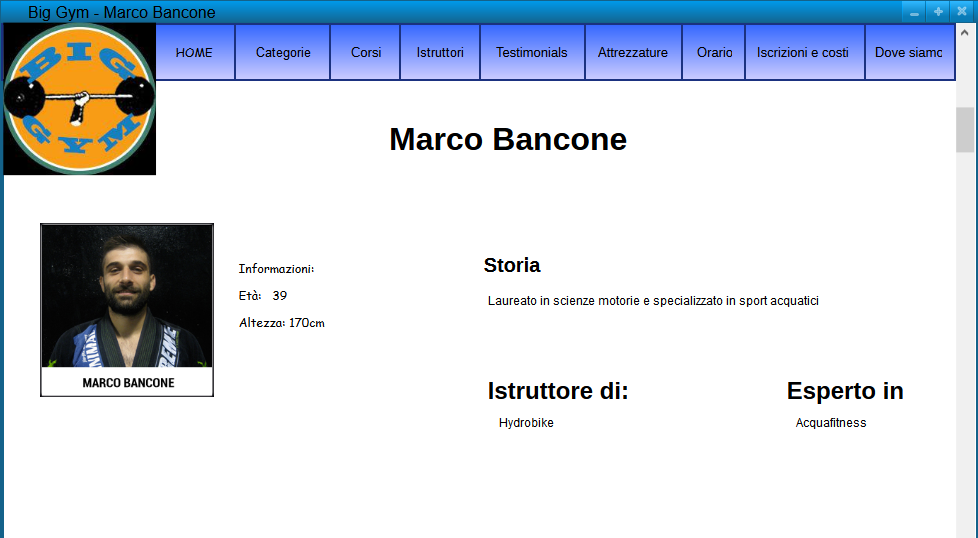 Big Gym - Marco Bancone
BIG
GYM
HOME
Categorie
Corsi
Istruttori
Testimonials
Attrezzature
Orario
Iscrizioni e costi
Dove siamo
Marco Bancone
MARCO BANCONE
Informazioni:
Età: 39
Altezza: 170cm
Storia
Laureato in scienze motorie e specializzato in sport acquatici
Istruttore di:
Hydrobike
Esperto in
Acquafitness